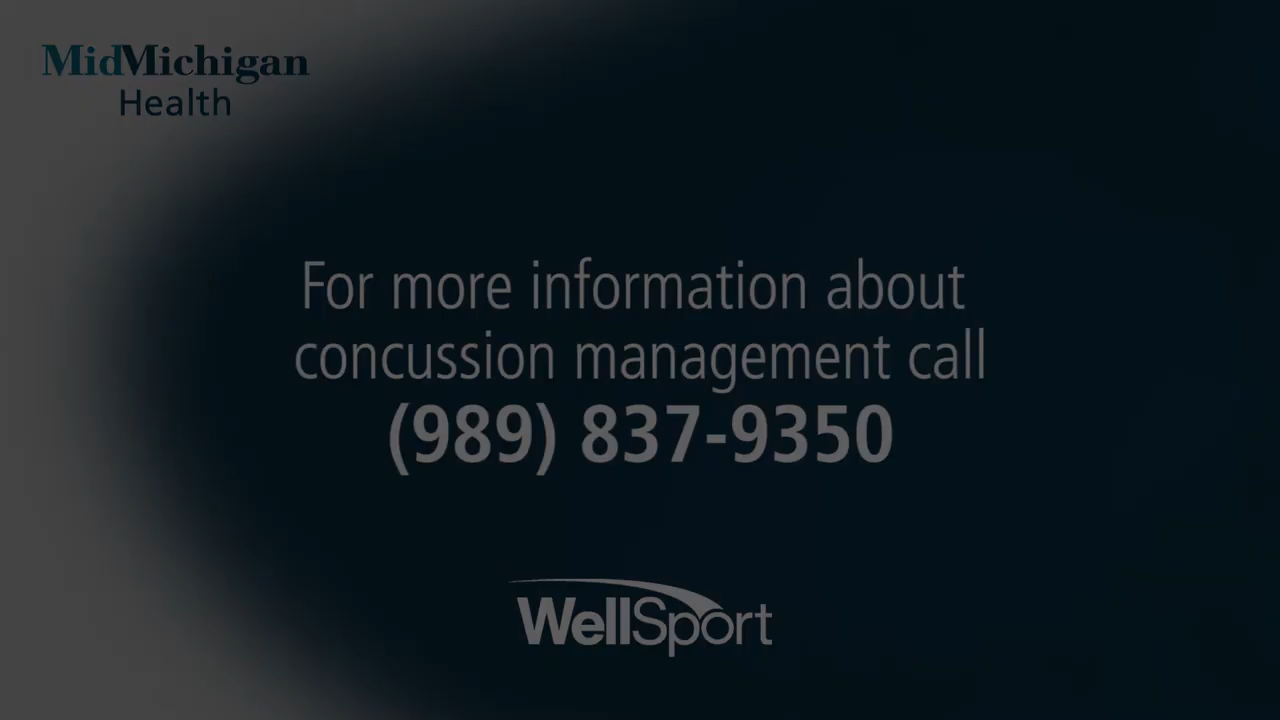 MidMichigan
Health
For more information about
concussion management call
(989) 837-9350
WellSport